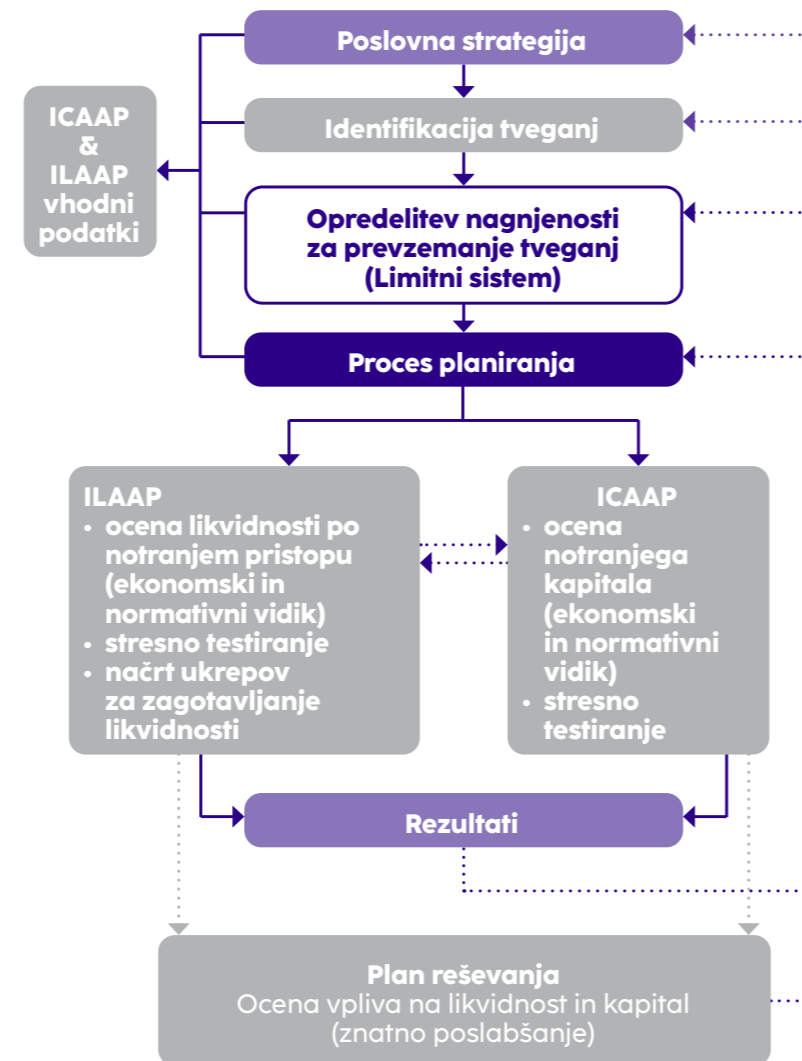 Poslovna strategija
ICAAP
&
ILAAP
vhodni
podatki
Identifikacija tveganj
Opredelitev nagnjenosti
za prevzemanje tveganj
(Limitni sistem)
Proces planiranja
ILAAP
• ocena likvidnosti po
notranjem pristopu
(ekonomski in
normativni vidik)
• stresno testiranje
• načrt ukrepov
za zagotavljanje
likvidnosti
ICAAP
• ocena
notranjega
kapitala
(ekonomski
in normativni
vidik)
• stresno
testiranje
Rezultati
Plan reševanja
Ocena vpliva na likvidnost in kapital
(znatno poslabšanje)